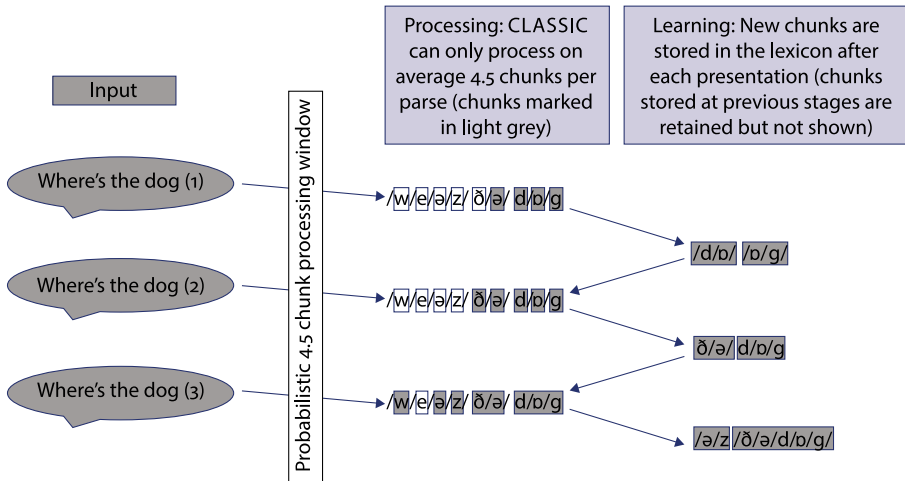 Processing: CLASSIC
can only process on
average 4.5 chunks per
parse (chunks marked
in light grey)
Learning: New chunks are
stored in the lexicon after
each presentation (chunks
stored at previous stages are
retained but not shown)
Input
Probabilistic 4.5 chunk processing window
Where's the dog (1)
/w/e/ə/z/ ð/ə/ d/ɒ/g
/d/ɒ/ /ɒ/g/
Where's the dog (2)
/w/e/ə/z/ ð/ə/ d/ɒ/g
ð/ə/ d/ɒ/g
Where's the dog (3)
/w/e/ə/z/ ð/ə/ d/ɒ/g
/ə/z /ð/ə/d/ɒ/g/